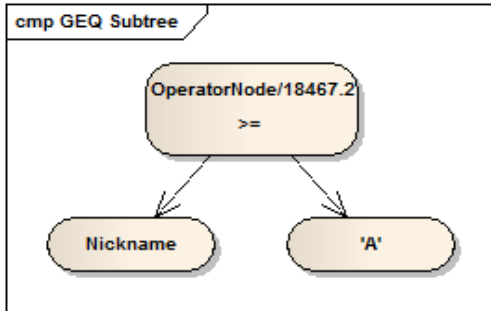 cmp GEQ Subtree
OperatorNode/18467.2
>=
Nickname
'A'